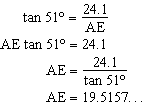 tan 51° = 24.1/AE
AE tan 51° = 24.1
AE = 24.1/tan 51°
AE = 19.5157...